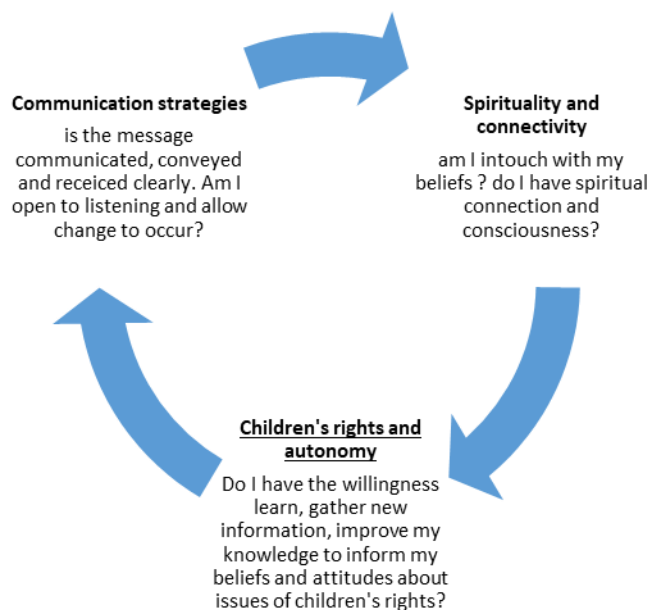 Communication strategies
is the message
communicated, conveyed
and receiced clearly. Am I
open to listening and allow
change to occur?
Spirituality and
connectivity
am I intouch with my
beliefs ? do I have spiritual
connection and
consciousness?
Children's rights and
autonomy
Do I have the willingness
learn, gather new
information, improve my
knowledge to inform my
beliefs and attitudes about
issues of children's rights?